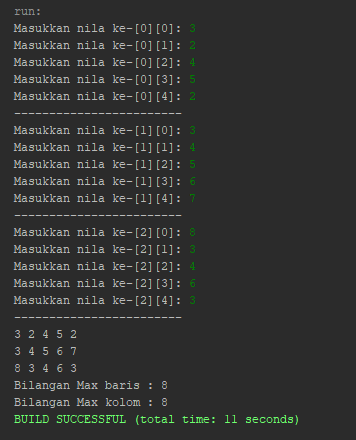 run:
Masukkan nila ke-[0][0]: 3
Masukkan nila ke-[0][1]: 2
Masukkan nila ke-[0][2]: 4
Masukkan nila ke-[0][3]: 5
Masukkan nila ke-[0][4]: 2
------------------------
Masukkan nila ke-[1][0]: 3
Masukkan nila ke-[1][1]: 4
Masukkan nila ke-[1][2]: 5
Masukkan nila ke-[1][3]: 6
Masukkan nila ke-[1][4]: 7
------------------------
Masukkan nila ke-[2][0]: 8
Masukkan nila ke-[2][1]: 3
Masukkan nila ke-[2][2]: 4
Masukkan nila ke-[2][3]: 6
Masukkan nila ke-[2][4]: 3
------------------------
3 2 4 5 2
3 4 5 6 7
8 3 4 6 3
Bilangan Max baris : 8
Bilangan Max kolom : 8
BUILD SUCCESSFUL (total time: 11 seconds)